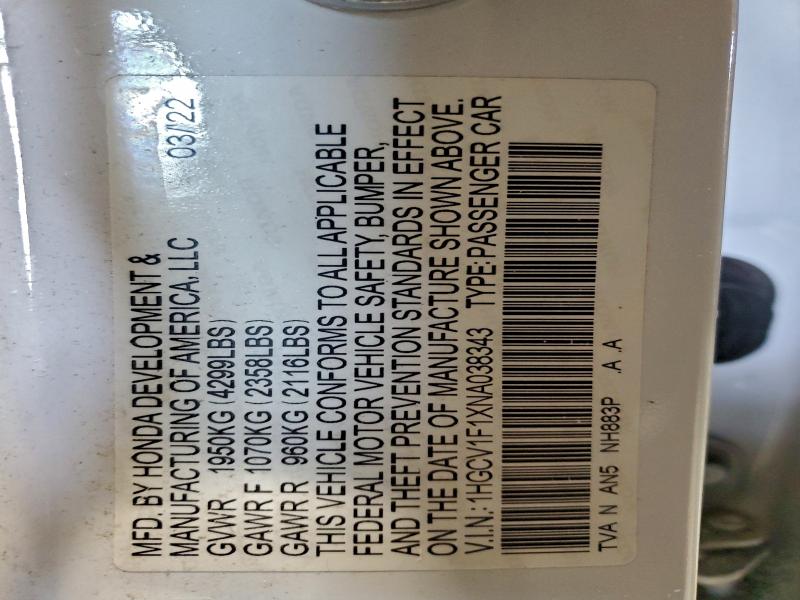 MFD. BY HONDA DEVELOPMENT &
MANUFACTURING OF AMERICA, LLC 03/22
GVWR 1950KG (4299LBS)
GAWR F 1070KG (2358LBS)
GAWR R 960KG (2116LBS)
THIS VEHICLE CONFORMS TO ALL APPLICABLE
FEDERAL MOTOR VEHICLE SAFETY, BUMPER,
AND THEFT PREVENTION STANDARDS IN EFFECT
ON THE DATE OF MANUFACTURE SHOWN ABOVE.
V.I.N.: 1HGCV1F1XNA038343 TYPE:PASSENGER CAR
TVA N AN5 NH883P .A .A